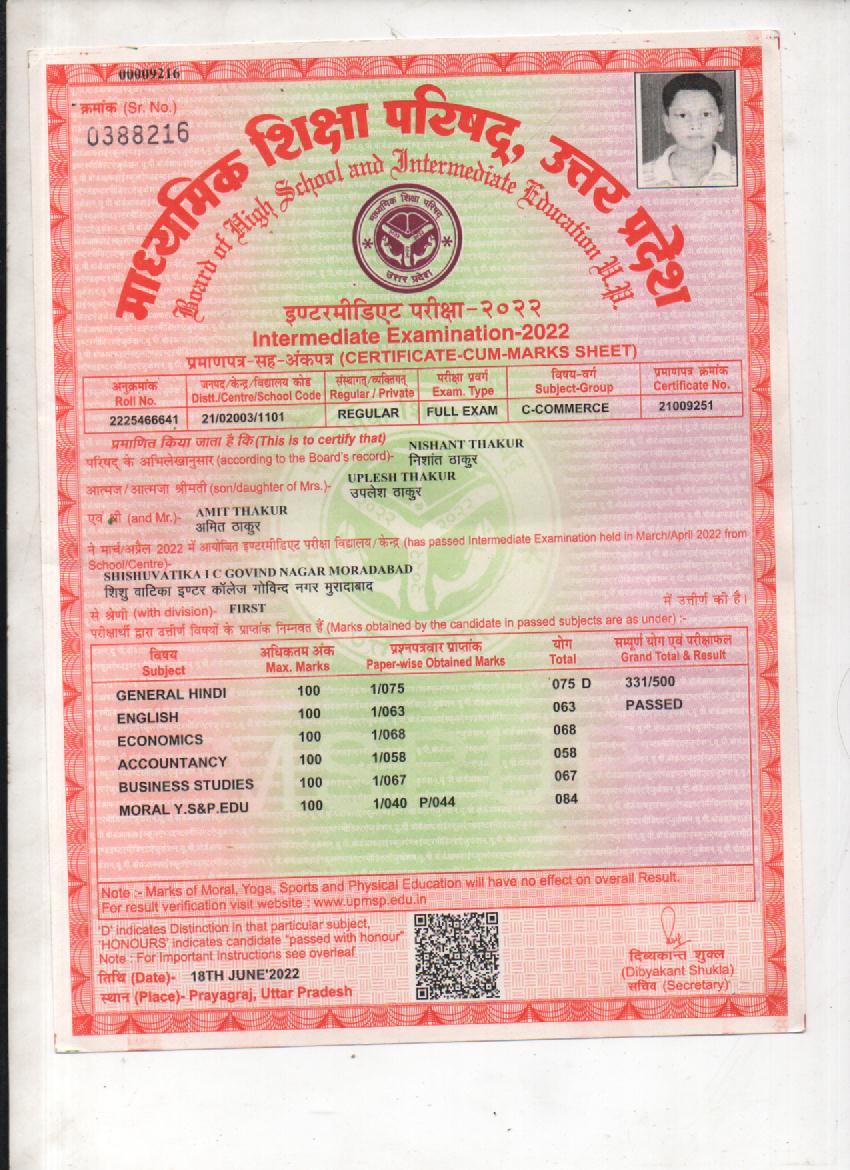 00009216
क्रमांक (Sr. No.)
0388216
माध्यमिक शिक्षा परिषद्, उत्तर प्रदेश
Board of High School and Intermediate Education U.P.
माध्यमिक शिक्षा परिषद
उत्तर प्रदेश
इण्टरमीडिएट परीक्षा-२०२२
Intermediate Examination-2022
प्रमाणपत्र-सह-अंकपत्र (CERTIFICATE-CUM-MARKS SHEET)
अनुक्रमांक जनपद/केन्द्र/विद्यालय कोड संस्थागत/व्यक्तिगत परीक्षा प्रवर्ग विषय-वर्ग प्रमाणपत्र क्रमांक
Roll No. Distt./Centre/School Code Regular / Private Exam. Type Subject-Group Certificate No.
2225466641 21/02003/1101 REGULAR FULL EXAM C-COMMERCE 21009251
प्रमाणित किया जाता है कि (This is to certify that) NISHANT THAKUR
परिषद् के अभिलेखानुसार (according to the Board's record)- निशांत ठाकुर
UPLESH THAKUR
आत्मज/आत्मजा श्रीमती (son/daughter of Mrs.)- उपलेश ठाकुर
एवं श्री (and Mr.)- AMIT THAKUR
अमित ठाकुर
ने मार्च/अप्रैल 2022 में आयोजित इण्टरमीडिएट परीक्षा विद्यालय/केन्द्र (has passed Intermediate Examination held in March/April 2022 from
School/Centre)-
SHISHUVATIKA I C GOVIND NAGAR MORADABAD
शिशु वाटिका इण्टर कॉलेज गोविन्द नगर मुरादाबाद
से श्रेणी (with division)- FIRST में उत्तीर्ण की है।
परीक्षार्थी द्वारा उत्तीर्ण विषयों के प्राप्तांक निम्नवत हैं (Marks obtained by the candidate in passed subjects are as under) :-
विषय अधिकतम अंक प्रश्नपत्रवार प्राप्तांक योग सम्पूर्ण योग एवं परीक्षाफल
Subject Max. Marks Paper-wise Obtained Marks Total Grand Total & Result
GENERAL HINDI 100 1/075 075 D 331/500
ENGLISH 100 1/063 063 PASSED
ECONOMICS 100 1/068 068
ACCOUNTANCY 100 1/058 058
BUSINESS STUDIES 100 1/067 067
MORAL Y.S&P.EDU 100 1/040 P/044 084
Note :- Marks of Moral, Yoga, Sports and Physical Education will have no effect on overall Result.
For result verification visit website : www.upmsp.edu.in
'D' indicates Distinction in that particular subject,
'HONOURS' indicates candidate "passed with honour"
Note : For Important Instructions see overleaf
तिथि (Date)- 18TH JUNE'2022
स्थान (Place)- Prayagraj, Uttar Pradesh
दिब्यकान्त शुक्ल
(Dibyakant Shukla)
सचिव (Secretary)